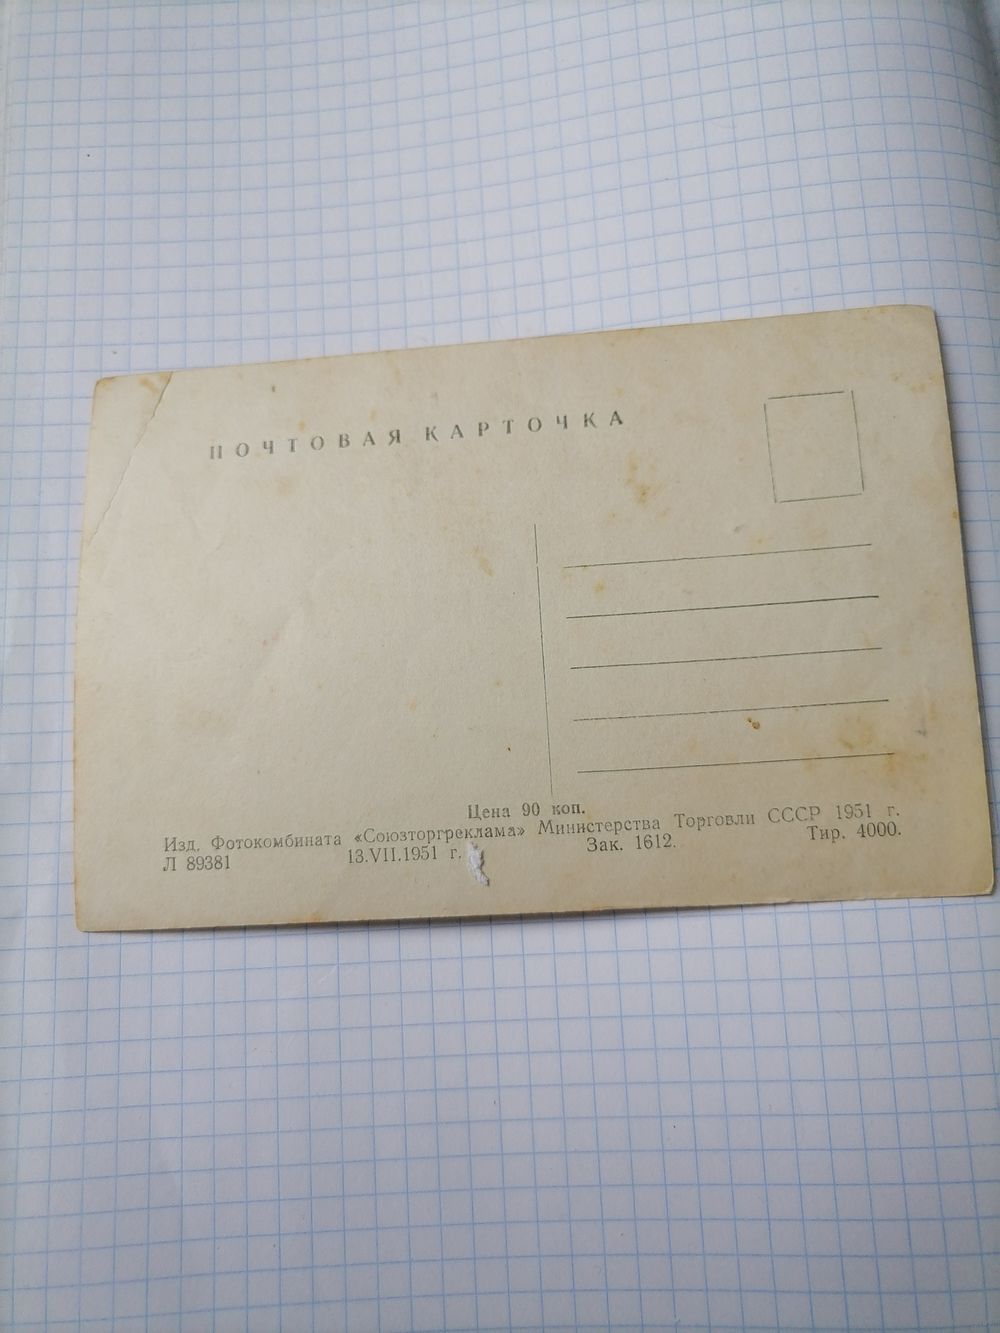 ПОЧТОВАЯ КАРТОЧКА
Цена 90 коп.
Изд. Фотокомбината «Союзторгреклама» Министерства Торговли СССР 1951 г.
Л 89381 13.VII.1951 г. Зак. 1612. Тир. 4000.